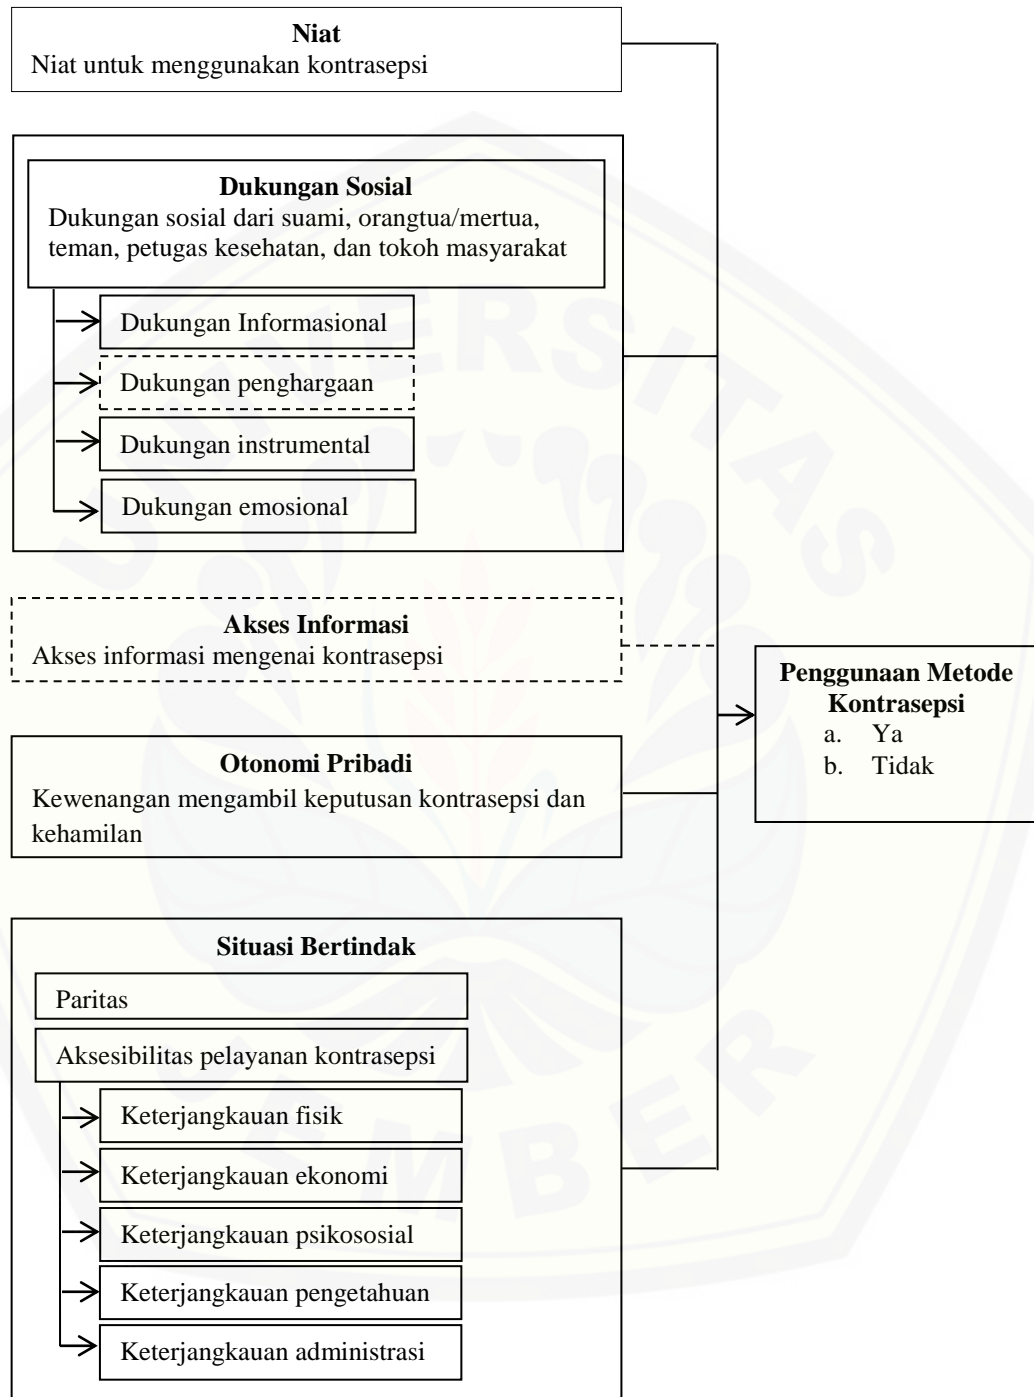 Niat
Niat untuk menggunakan kontrasepsi
Dukungan Sosial
Dukungan sosial dari suami, orangtua/mertua,
teman, petugas kesehatan, dan tokoh masyarakat
Dukungan Informasional
Dukungan penghargaan
Dukungan instrumental
Dukungan emosional
Akses Informasi
Akses informasi mengenai kontrasepsi
Otonomi Pribadi
Kewenangan mengambil keputusan kontrasepsi dan
kehamilan
Situasi Bertindak
Paritas
Aksesibilitas pelayanan kontrasepsi
Keterjangkauan fisik
Keterjangkauan ekonomi
Keterjangkauan psikososial
Keterjangkauan pengetahuan
Keterjangkauan administrasi
Penggunaan Metode
Kontrasepsi
a. Ya
b. Tidak
UNIVERSITAS
JEMBER